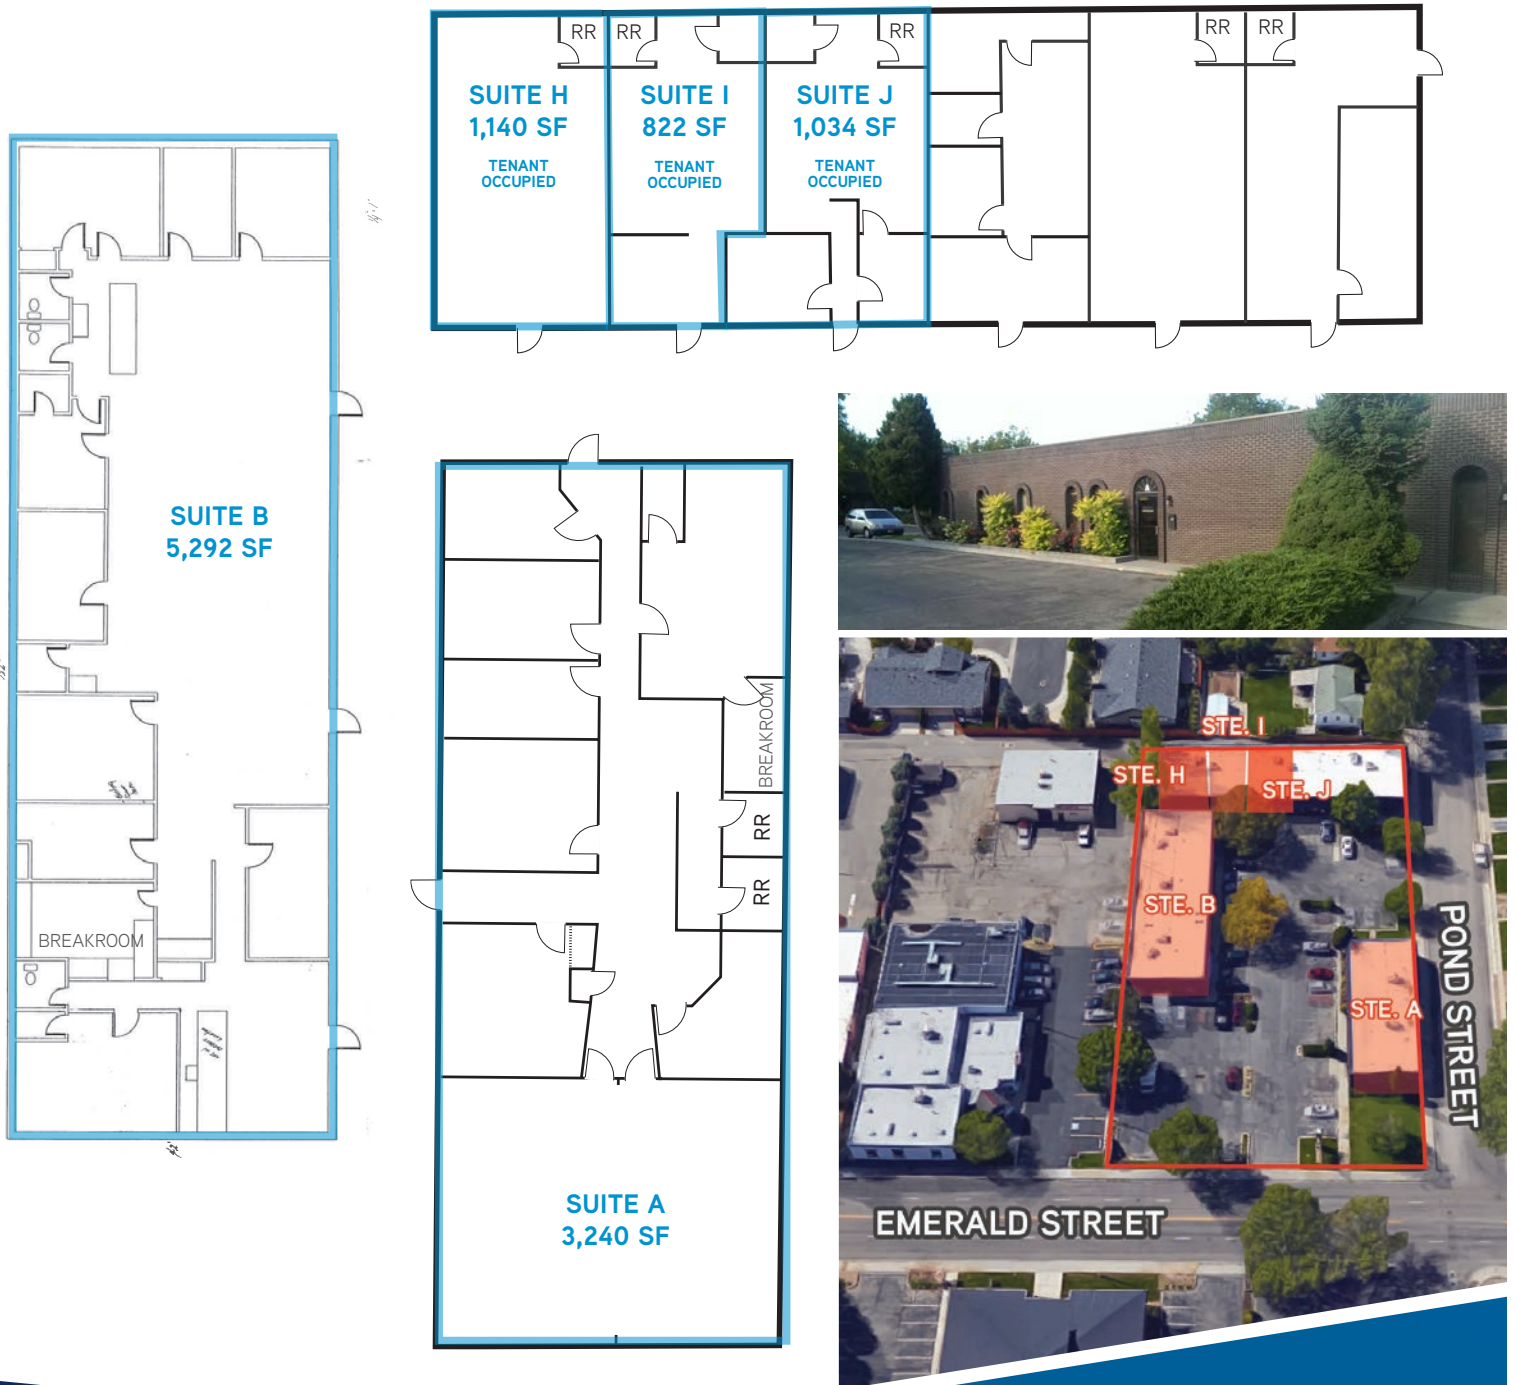 RR
RR
RR
RR
RR
SUITE H
1,140 SF
TENANT
OCCUPIED
SUITE I
822 SF
TENANT
OCCUPIED
SUITE J
1,034 SF
TENANT
OCCUPIED
SUITE B
5,292 SF
BREAKROOM
BREAKROOM
RR
RR
SUITE A
3,240 SF
STE. I
STE. H
STE. J
STE. B
STE. A
POND STREET
EMERALD STREET